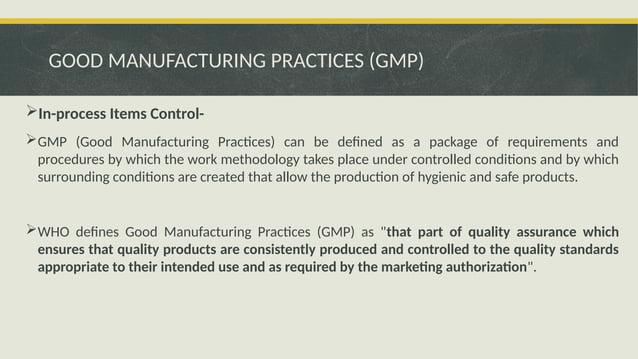 GOOD MANUFACTURING PRACTICES (GMP)
In-process Items Control-
GMP (Good Manufacturing Practices) can be defined as a package of requirements and
procedures by which the work methodology takes place under controlled conditions and by which
surrounding conditions are created that allow the production of hygienic and safe products.
WHO defines Good Manufacturing Practices (GMP) as "that part of quality assurance which
ensures that quality products are consistently produced and controlled to the quality standards
appropriate to their intended use and as required by the marketing authorization".